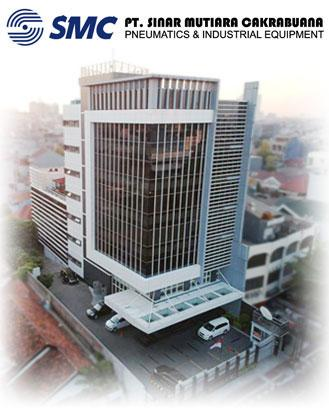 SMC PT. SINAR MUTIARA CAKRABUANA
PNEUMATICS & INDUSTRIAL EQUIPMENT